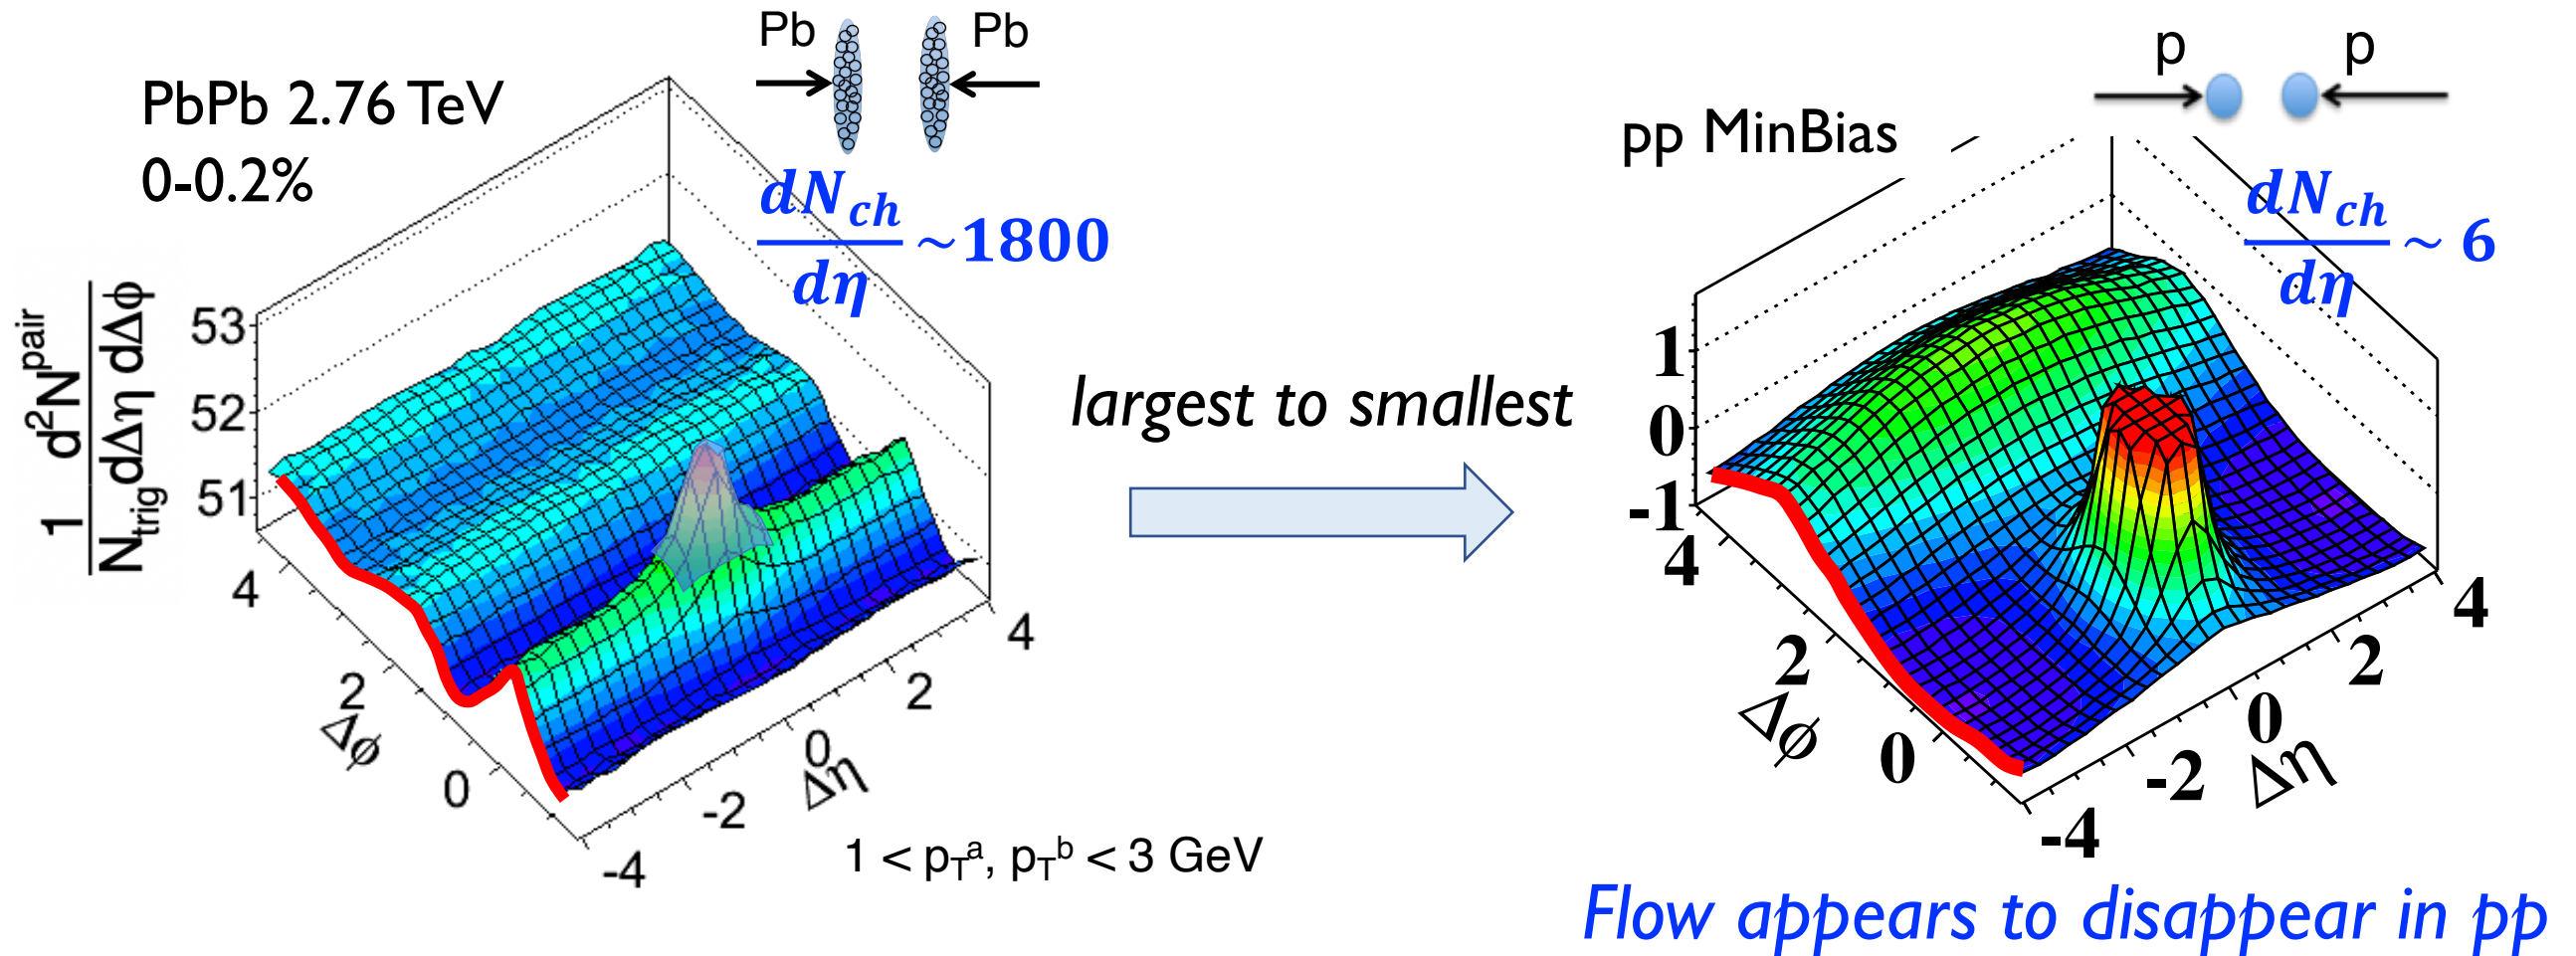 Pb Pb
PbPb 2.76 TeV
0-0.2%
dN_ch
dη
~1800
1 d²N^pair
N_trig dΔη dΔϕ
53
52
51
4
2
0
Δϕ
-4
-2
0
2
4
Δη
1 < p_T^a, p_T^b < 3 GeV
largest to smallest
p p
pp MinBias
dN_ch
dη
~ 6
1
0
-1
4
2
0
Δϕ
-4
-2
0
2
4
Δη
Flow appears to disappear in pp